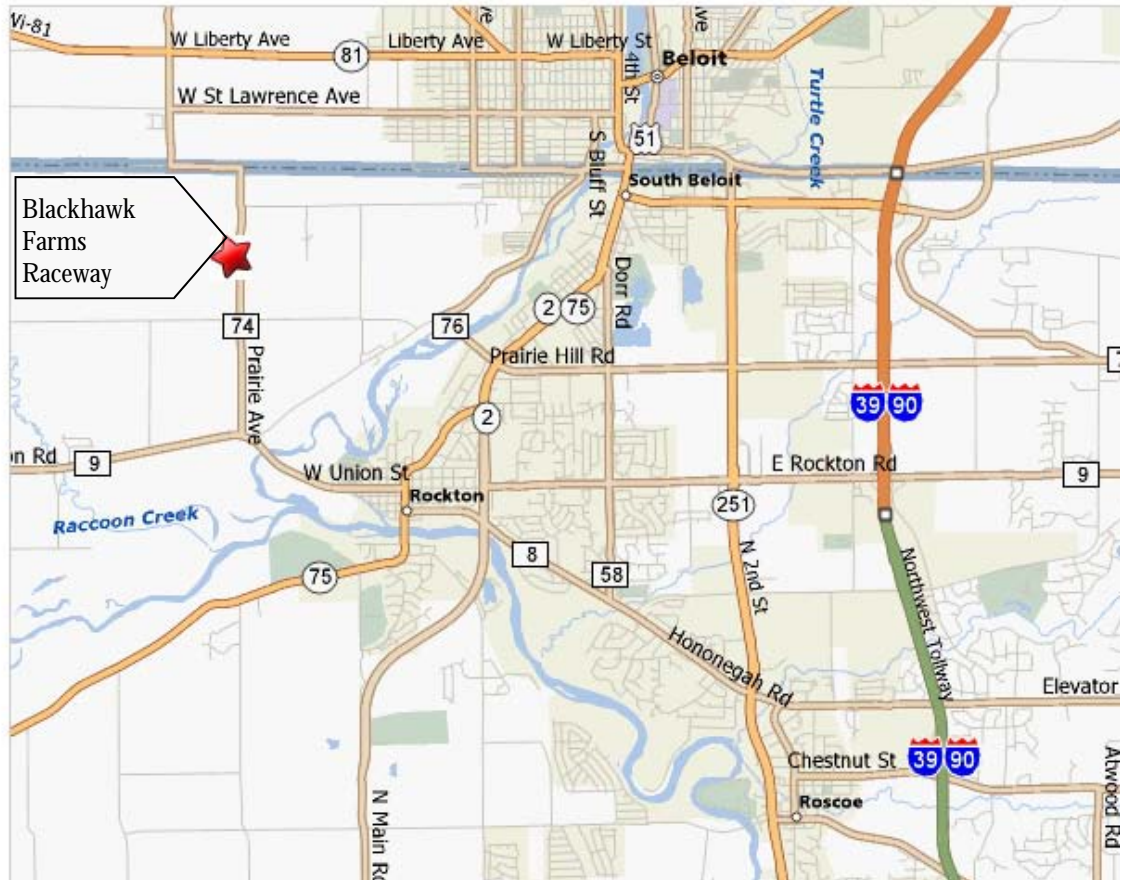 Vi-81
W Liberty Ave
81
Liberty Ave
W Liberty St
ve
Ave
4th St
Beloit
Turtle Creek
W St Lawrence Ave
51
S Bluff St
South Beloit
Blackhawk
Farms
Raceway
Dorr Rd
2
75
74
76
Prairie Hill Rd
7
Prairie Ave
39
90
2
on Rd
9
W Union St
E Rockton Rd
9
Rockton
251
Raccoon Creek
8
58
75
N 2nd St
Northwest Tollway
Hononegah Rd
Elevator
Chestnut St
39
90
Atwood Rd
Roscoe
N Main Rd